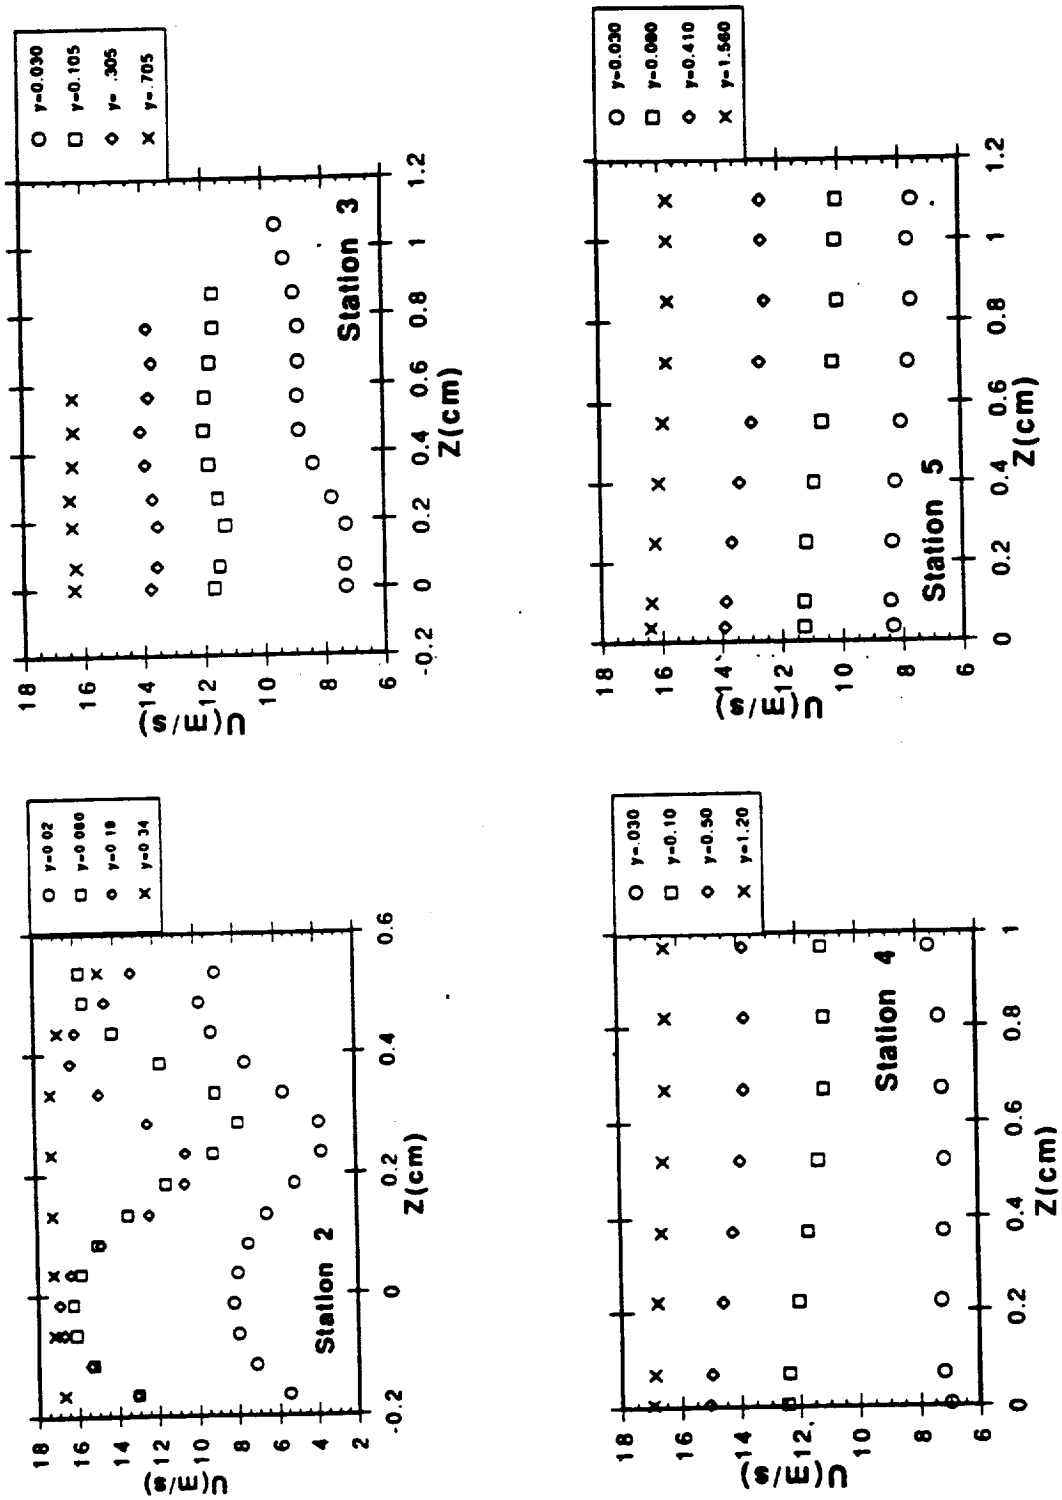 18
16
14
12
10
8
6
4
2
U(m/s)
-0.2
0
0.2
0.4
0.6
Z(cm)
Station 2
y=0.02
y=0.080
y=0.18
y=0.34
18
16
14
12
10
8
6
U(m/s)
-0.2
0
0.2
0.4
0.6
0.8
1
1.2
Z(cm)
Station 3
y=0.030
y=0.105
y= .305
y=.705
18
16
14
12
10
8
6
U(m/s)
0
0.2
0.4
0.6
0.8
1
Z(cm)
Station 4
y=.030
y=0.10
y=0.50
y=1.20
18
16
14
12
10
8
6
U(m/s)
0
0.2
0.4
0.6
0.8
1
1.2
Z(cm)
Station 5
y=0.030
y=0.080
y=0.410
y=1.560